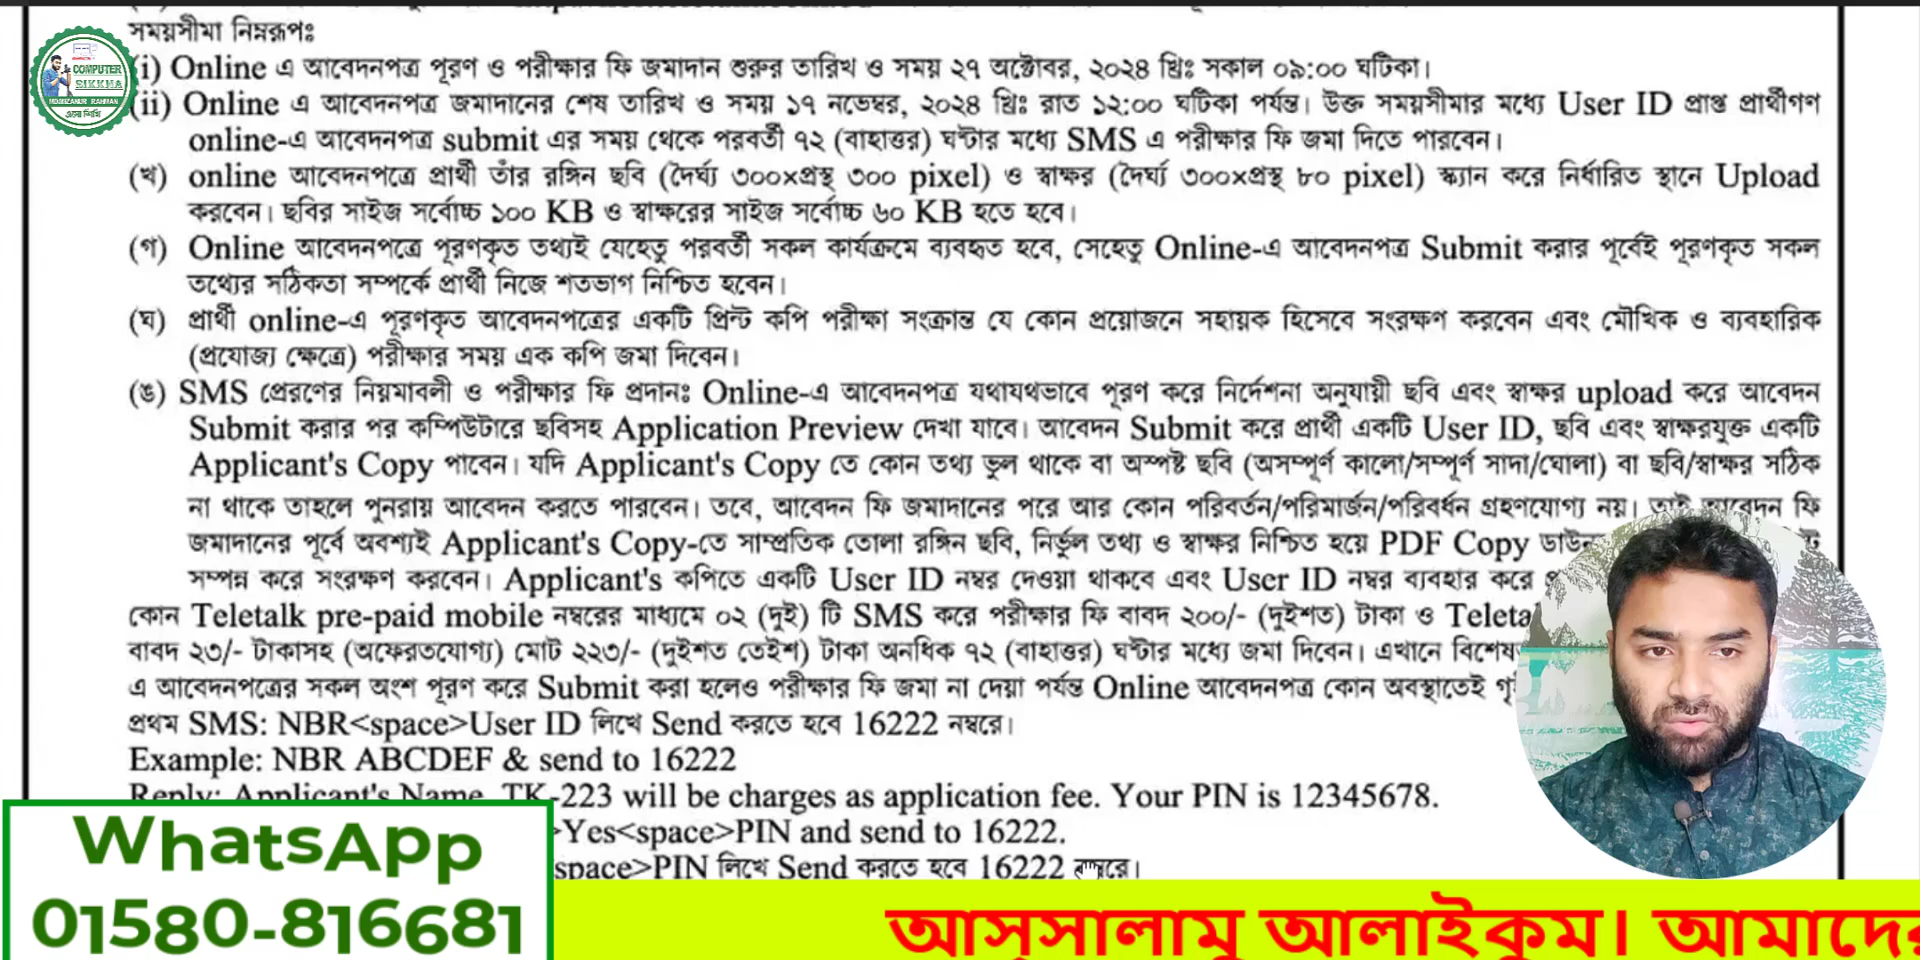 সময়সীমা নিম্নরূপঃ
(i) Online এ আবেদনপত্র পূরণ ও পরীক্ষার ফি জমাদান শুরুর তারিখ ও সময় ২৭ অক্টোবর, ২০২৪ খ্রিঃ সকাল ০৯:০০ ঘটিকা।
(ii) Online এ আবেদনপত্র জমাদানের শেষ তারিখ ও সময় ১৭ নভেম্বর, ২০২৪ খ্রিঃ রাত ১২:০০ ঘটিকা পর্যন্ত। উক্ত সময়সীমার মধ্যে User ID প্রাপ্ত প্রার্থীগণ
online-এ আবেদনপত্র submit এর সময় থেকে পরবর্তী ৭২ (বাহাত্তর) ঘন্টার মধ্যে SMS এ পরীক্ষার ফি জমা দিতে পারবেন।
(খ) online আবেদনপত্রে প্রার্থী তাঁর রঙ্গিন ছবি (দৈর্ঘ্য ৩০০×প্রস্থ ৩০০ pixel) ও স্বাক্ষর (দৈর্ঘ্য ৩০০×প্রস্থ ৮০ pixel) স্ক্যান করে নির্ধারিত স্থানে Upload
করবেন। ছবির সাইজ সর্বোচ্চ ১০০ KB ও স্বাক্ষরের সাইজ সর্বোচ্চ ৬০ KB হতে হবে।
(গ) Online আবেদনপত্রে পূরণকৃত তথ্যই যেহেতু পরবর্তী সকল কার্যক্রমে ব্যবহৃত হবে, সেহেতু Online-এ আবেদনপত্র Submit করার পূর্বেই পূরণকৃত সকল
তথ্যের সঠিকতা সম্পর্কে প্রার্থী নিজে শতভাগ নিশ্চিত হবেন।
(ঘ) প্রার্থী online-এ পূরণকৃত আবেদনপত্রের একটি প্রিন্ট কপি পরীক্ষা সংক্রান্ত যে কোন প্রয়োজনে সহায়ক হিসেবে সংরক্ষণ করবেন এবং মৌখিক ও ব্যবহারিক
(প্রযোজ্য ক্ষেত্রে) পরীক্ষার সময় এক কপি জমা দিবেন।
(ঙ) SMS প্রেরণের নিয়মাবলী ও পরীক্ষার ফি প্রদানঃ Online-এ আবেদনপত্র যথাযথভাবে পূরণ করে নির্দেশনা অনুযায়ী ছবি এবং স্বাক্ষর upload করে আবেদন
Submit করার পর কম্পিউটারে ছবিসহ Application Preview দেখা যাবে। আবেদন Submit করে প্রার্থী একটি User ID, ছবি এবং স্বাক্ষরযুক্ত একটি
Applicant's Copy পাবেন। যদি Applicant's Copy তে কোন তথ্য ভুল থাকে বা অস্পষ্ট ছবি (অসম্পূর্ণ কালো/সম্পূর্ণ সাদা/ঘোলা) বা ছবি/স্বাক্ষর সঠিক
না থাকে তাহলে পুনরায় আবেদন করতে পারবেন। তবে, আবেদন ফি জমাদানের পরে আর কোন পরিবর্তন/পরিমার্জন/পরিবর্ধন গ্রহণযোগ্য নয়। তাই আবেদন ফি
জমাদানের পূর্বে অবশ্যই Applicant's Copy-তে সাম্প্রতিক তোলা রঙ্গিন ছবি, নির্ভুল তথ্য ও স্বাক্ষর নিশ্চিত হয়ে PDF Copy
সম্পন্ন করে সংরক্ষণ করবেন। Applicant's কপিতে একটি User ID নম্বর দেওয়া থাকবে এবং User ID নম্বর ব্যবহার করে
কোন Teletalk pre-paid mobile নম্বরের মাধ্যমে ০২ (দুই) টি SMS করে পরীক্ষার ফি বাবদ ২০০/- (দুইশত) টাকা ও
বাবদ ২৩/- টাকাসহ (অফেরতযোগ্য) মোট ২২৩/- (দুইশত তেইশ) টাকা অনধিক ৭২ (বাহাত্তর) ঘন্টার মধ্যে জমা দিবেন। এখানে
এ আবেদনপত্রের সকল অংশ পূরণ করে Submit করা হলেও পরীক্ষার ফি জমা না দেয়া পর্যন্ত Online আবেদনপত্র কোন অবস্থাতেই
প্রথম SMS: NBR<space>User ID লিখে Send করতে হবে 16222 নম্বরে।
Example: NBR ABCDEF & send to 16222
Reply: Applicant's Name, TK-223 will be charges as application fee. Your PIN is 12345678.
>Yes<space>PIN and send to 16222.
space>PIN লিখে Send করতে হবে 16222 নম্বরে।
COMPUTER
SIKKHA
MD.MIZANUR RAHMAN
এসো শিখি
WhatsApp
01580-816681
আস্সালামু আলাইকুম। আমাদের